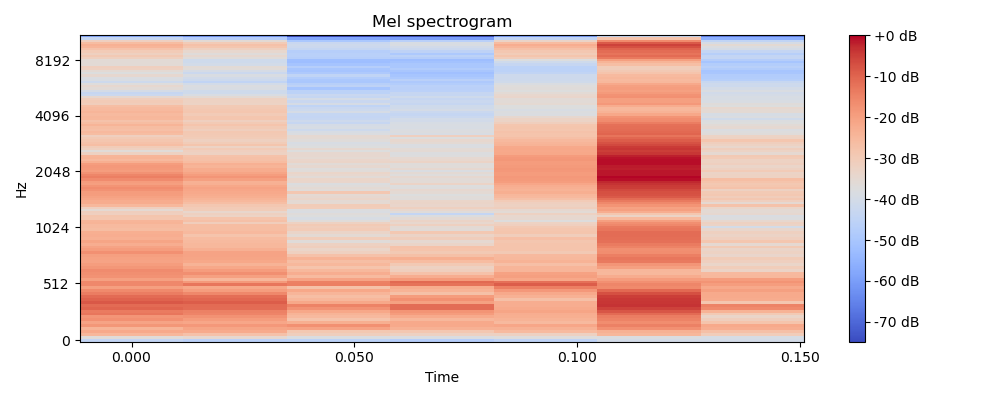 Mel spectrogram
+0 dB
8192
-10 dB
4096
-20 dB
-30 dB
Hz
2048
-40 dB
1024
-50 dB
512
-60 dB
-70 dB
0
0.000
0.050
0.100
0.150
Time